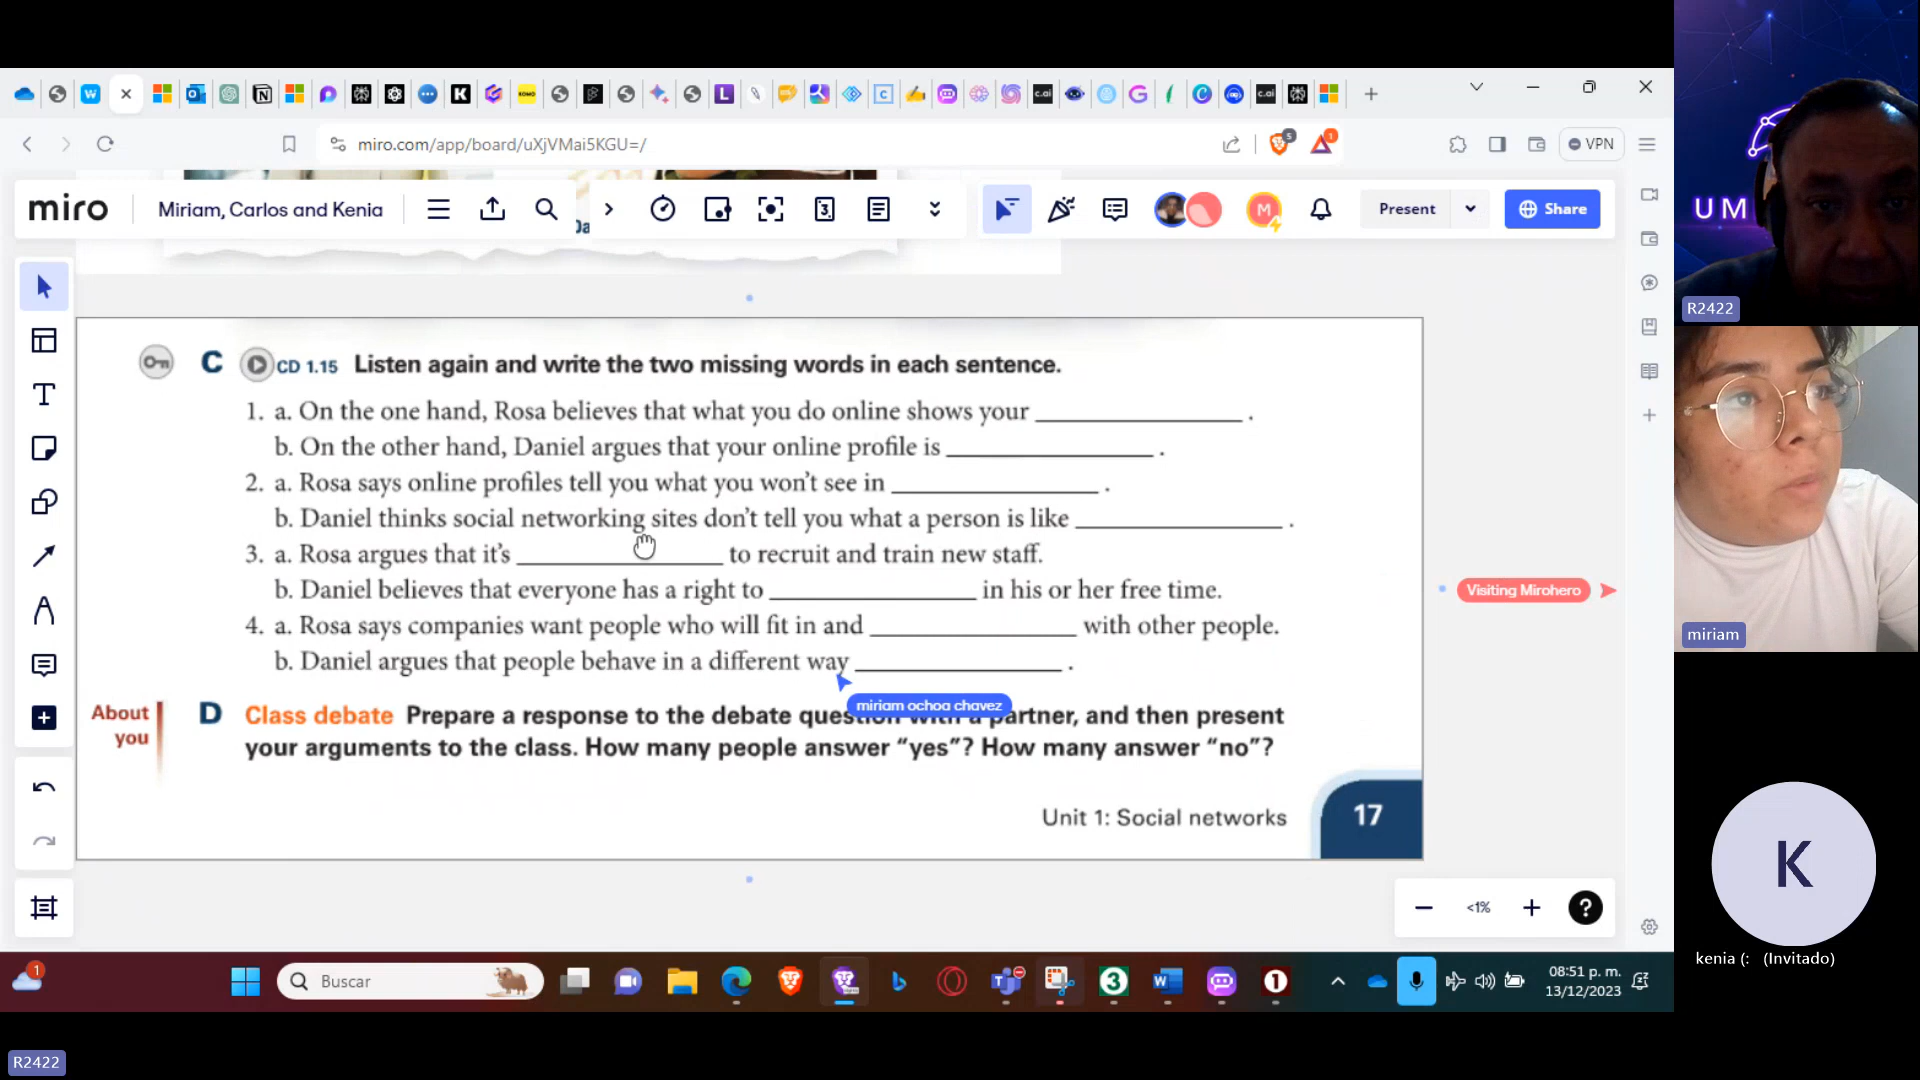 miro.com/app/board/uXjVMai5KGU=/
VPN
miro
Miriam, Carlos and Kenia
Present
Share
U M
R2422
C CD 1.15 Listen again and write the two missing words in each sentence.
1. a. On the one hand, Rosa believes that what you do online shows your ____________ .
b. On the other hand, Daniel argues that your online profile is ____________ .
2. a. Rosa says online profiles tell you what you won't see in ____________ .
b. Daniel thinks social networking sites don't tell you what a person is like ____________ .
3. a. Rosa argues that it's ____________ to recruit and train new staff.
b. Daniel believes that everyone has a right to ____________ in his or her free time.
4. a. Rosa says companies want people who will fit in and ____________ with other people.
b. Daniel argues that people behave in a different way ____________ .
Visiting Mirohero
miriam
miriam ochoa chavez
About you
D Class debate Prepare a response to the debate question with a partner, and then present
your arguments to the class. How many people answer “yes”? How many answer “no”?
Unit 1: Social networks
17
<1%
K
kenia (: (Invitado)
Buscar
08:51 p. m.
13/12/2023
R2422